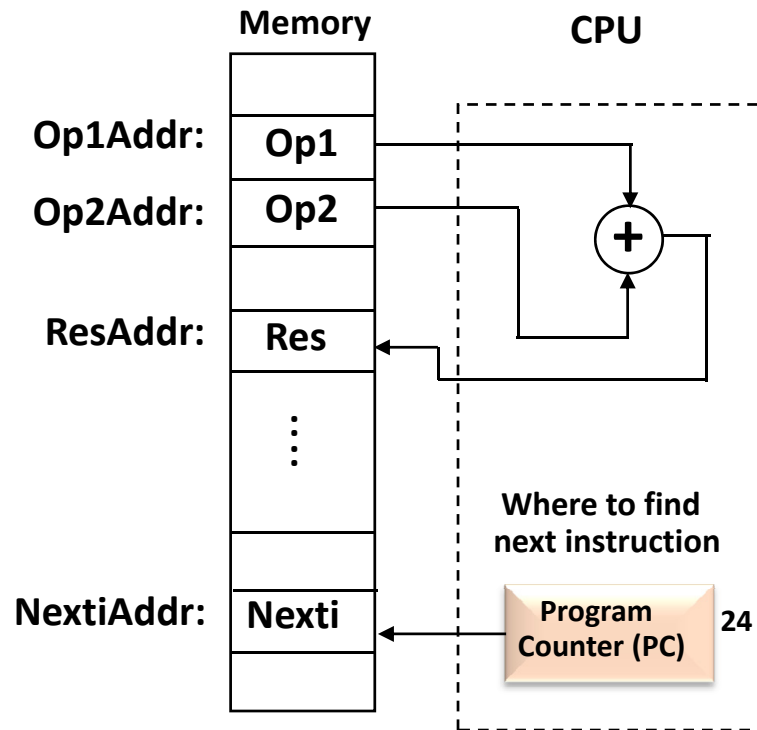 Memory
CPU
Op1Addr:
Op1
Op2Addr:
Op2
+
ResAddr:
Res
Where to find
next instruction
NextiAddr:
Nexti
Program
Counter (PC)
24